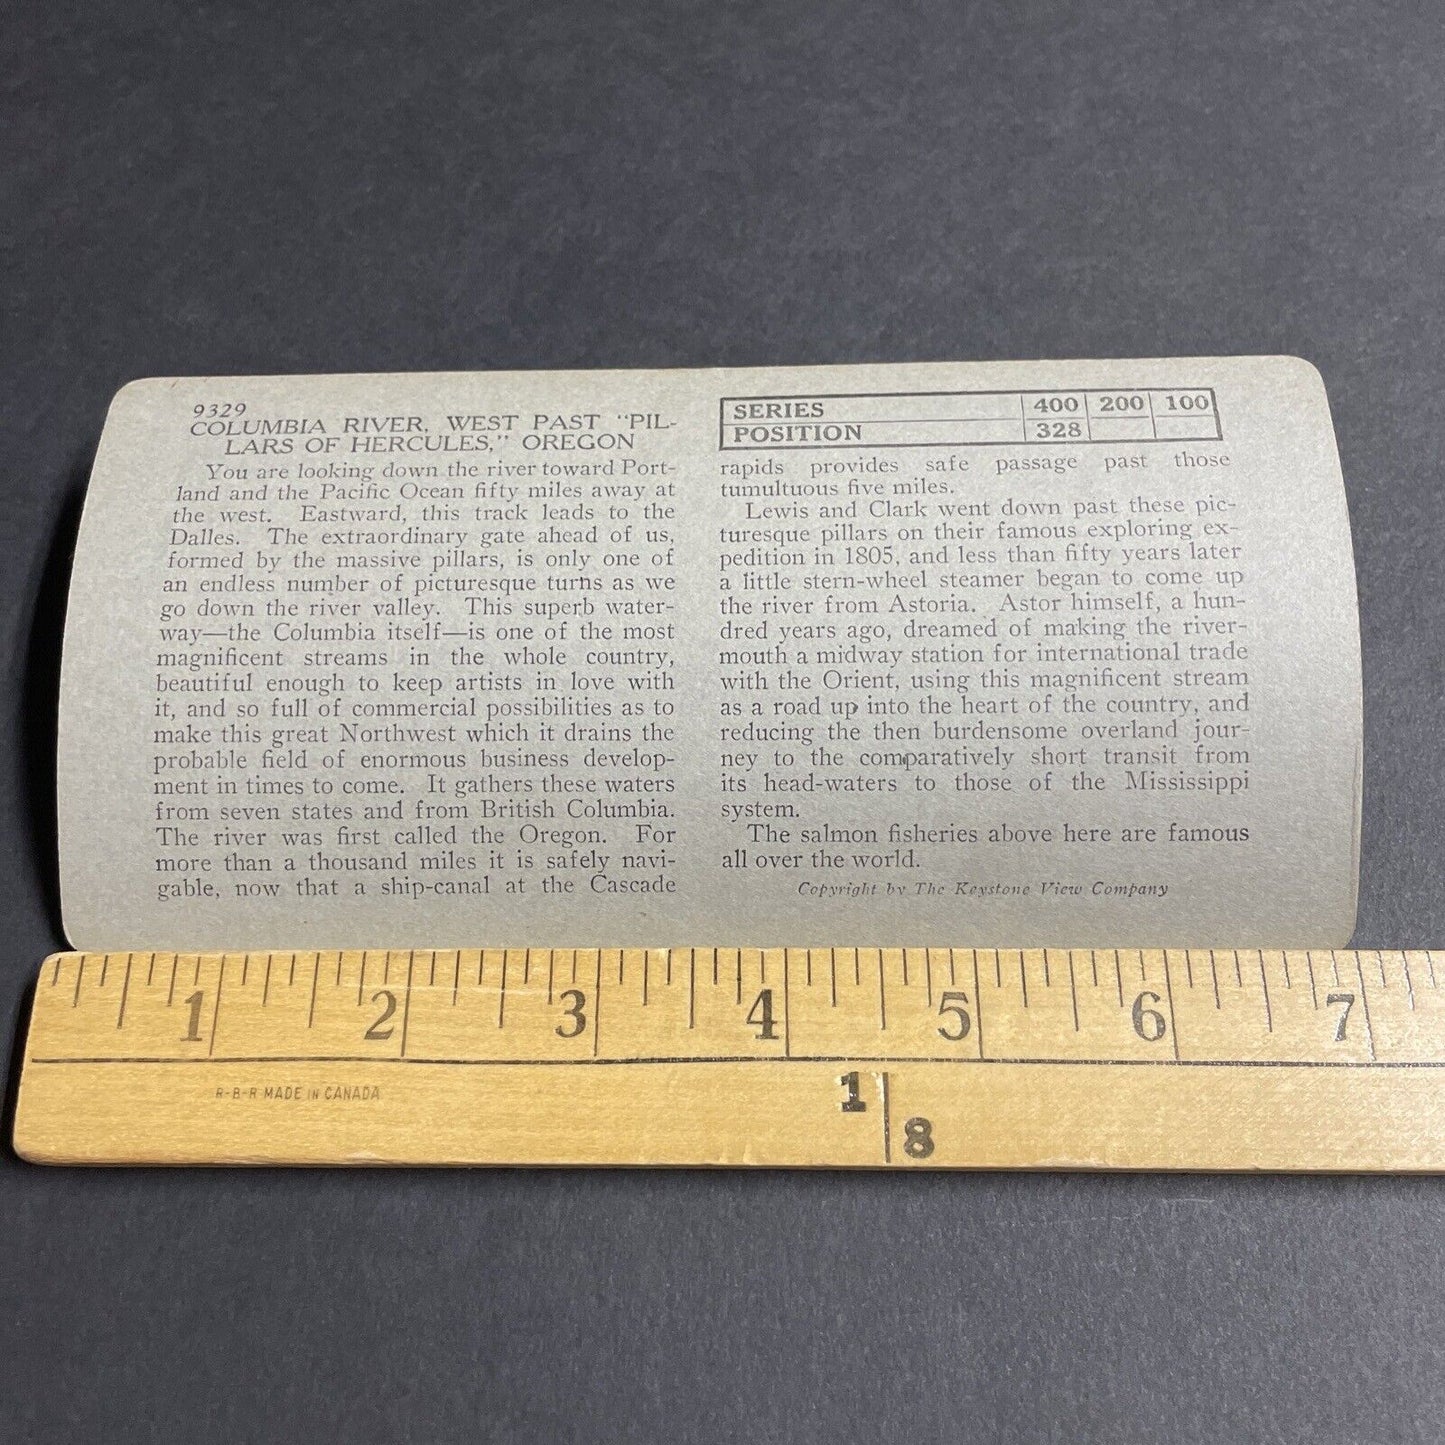 9329
COLUMBIA RIVER, WEST PAST "PIL-
LARS OF HERCULES," OREGON
You are looking down the river toward Port-
land and the Pacific Ocean fifty miles away at
the west. Eastward, this track leads to the
Dalles. The extraordinary gate ahead of us,
formed by the massive pillars, is only one of
an endless number of picturesque turns as we
go down the river valley. This superb water-
way—the Columbia itself—is one of the most
magnificent streams in the whole country,
beautiful enough to keep artists in love with
it, and so full of commercial possibilities as to
make this great Northwest which it drains the
probable field of enormous business develop-
ment in times to come. It gathers these waters
from seven states and from British Columbia.
The river was first called the Oregon. For
more than a thousand miles it is safely navi-
gable, now that a ship-canal at the Cascade
SERIES 400 200 100
POSITION 328
rapids provides safe passage past those
tumultuous five miles.
Lewis and Clark went down past these pic-
turesque pillars on their famous exploring ex-
pedition in 1805, and less than fifty years later
a little stern-wheel steamer began to come up
the river from Astoria. Astor himself, a hun-
dred years ago, dreamed of making the river-
mouth a midway station for international trade
with the Orient, using this magnificent stream
as a road up into the heart of the country, and
reducing the then burdensome overland jour-
ney to the comparatively short transit from
its head-waters to those of the Mississippi
system.
The salmon fisheries above here are famous
all over the world.
Copyright by The Keystone View Company
1 2 3 4 5 6 7
R-B-R MADE IN CANADA
1
8